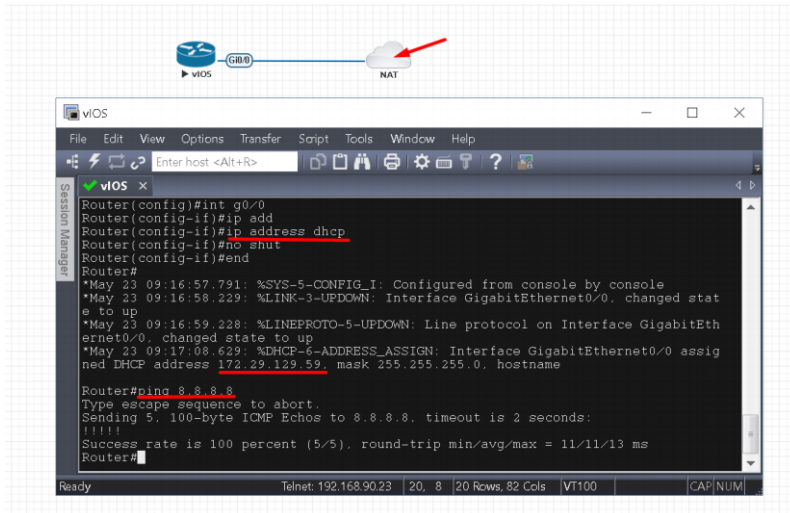 Gi0/0
vIOS
NAT
vIOS
File Edit View Options Transfer Script Tools Window Help
Enter host <Alt+R>
Session Manager
vIOS
Router(config)#int g0/0
Router(config-if)#ip add
Router(config-if)#ip address dhcp
Router(config-if)#no shut
Router(config-if)#end
Router#
*May 23 09:16:57.791: %SYS-5-CONFIG_I: Configured from console by console
*May 23 09:16:58.229: %LINK-3-UPDOWN: Interface GigabitEthernet0/0, changed stat
e to up
*May 23 09:16:59.228: %LINEPROTO-5-UPDOWN: Line protocol on Interface GigabitEth
ernet0/0, changed state to up
*May 23 09:17:08.629: %DHCP-6-ADDRESS_ASSIGN: Interface GigabitEthernet0/0 assig
ned DHCP address 172.29.129.59, mask 255.255.255.0, hostname
Router#ping 8.8.8.8
Type escape sequence to abort.
Sending 5, 100-byte ICMP Echos to 8.8.8.8, timeout is 2 seconds:
!!!!!
Success rate is 100 percent (5/5), round-trip min/avg/max = 11/11/13 ms
Router#
Ready Telnet: 192.168.90.23 20, 8 20 Rows, 82 Cols VT100 CAP NUM